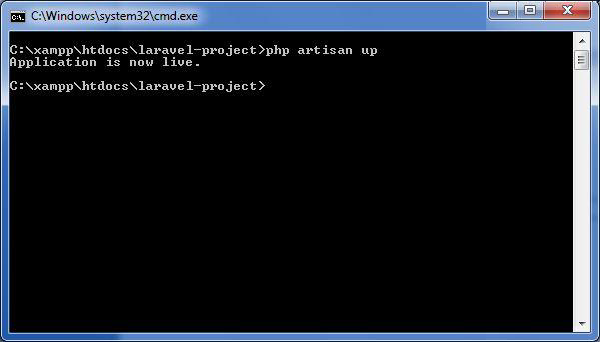 C:\Windows\system32\cmd.exe
C:\xampp\htdocs\laravel-project>php artisan up
Application is now live.
C:\xampp\htdocs\laravel-project>